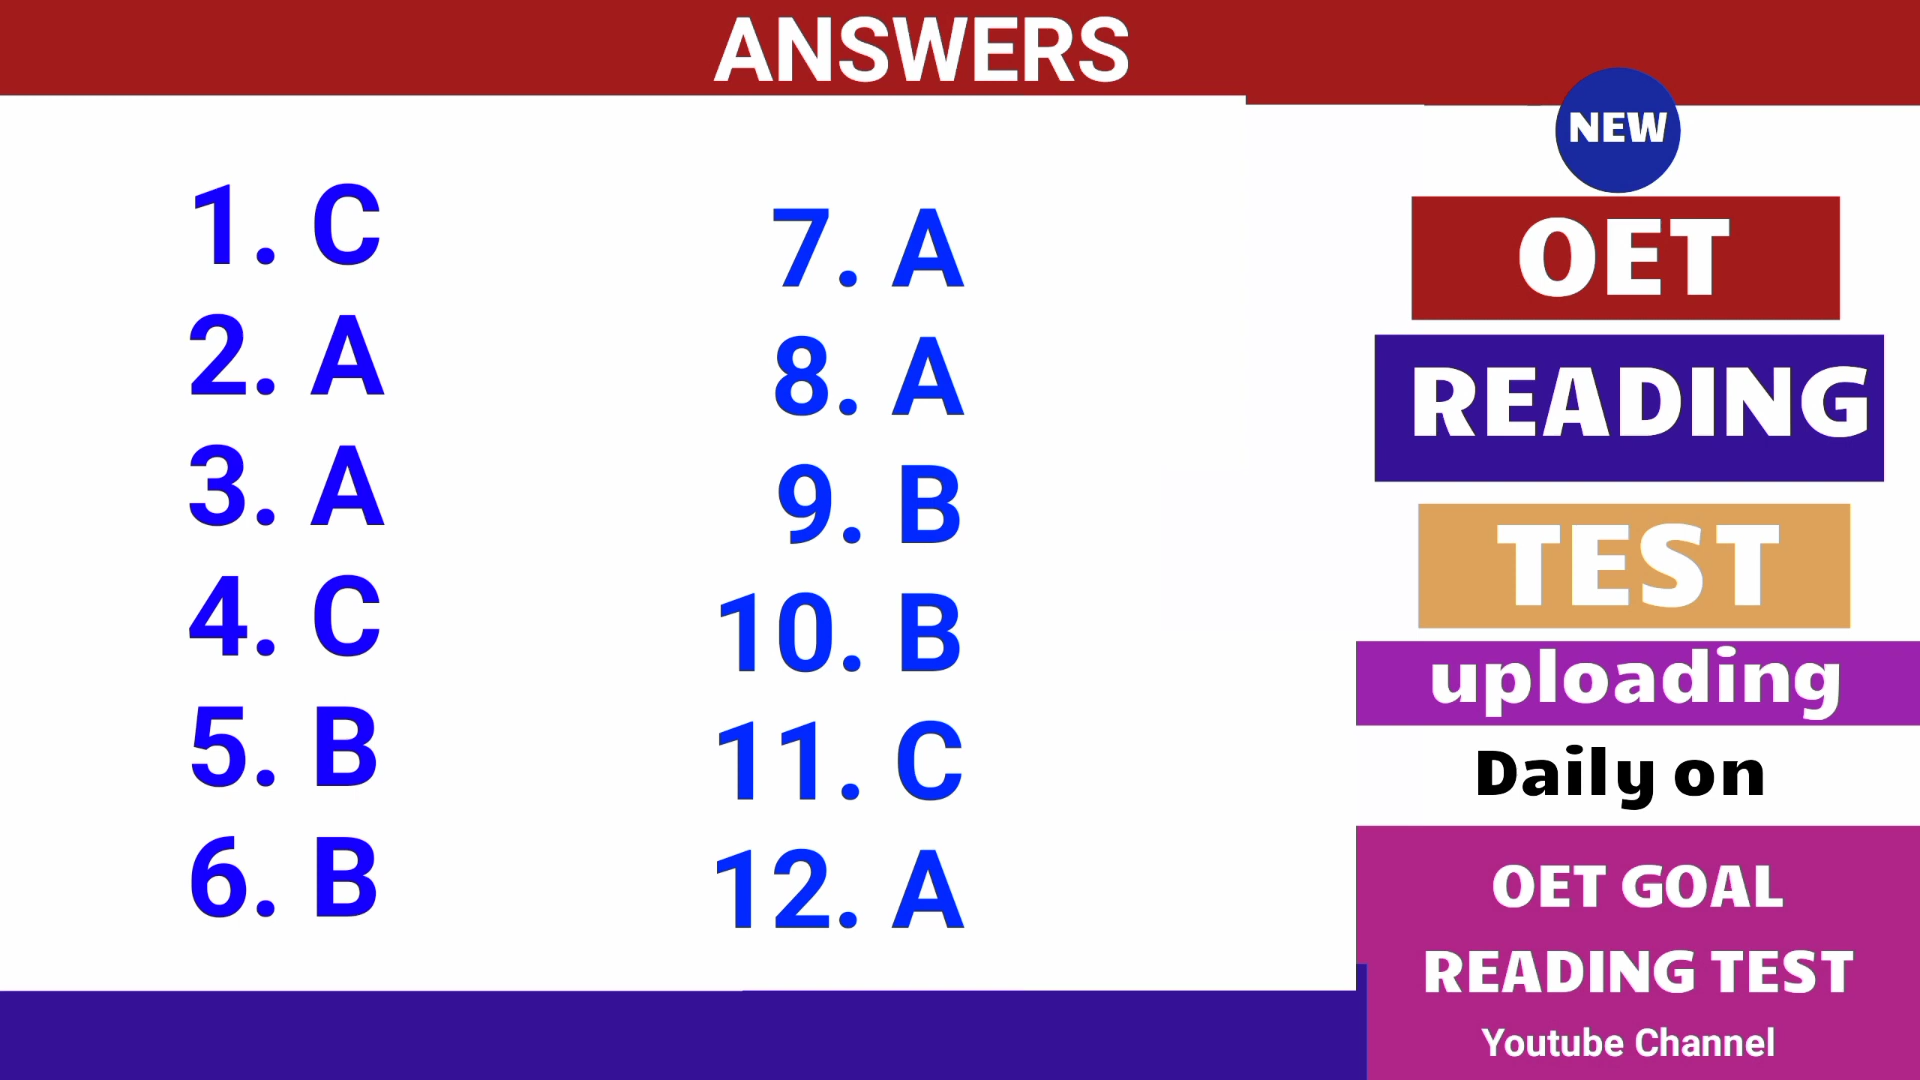 ANSWERS
1. C
2. A
3. A
4. C
5. B
6. B
7. A
8. A
9. B
10. B
11. C
12. A
NEW
OET
READING
TEST
uploading
Daily on
OET GOAL
READING TEST
Youtube Channel